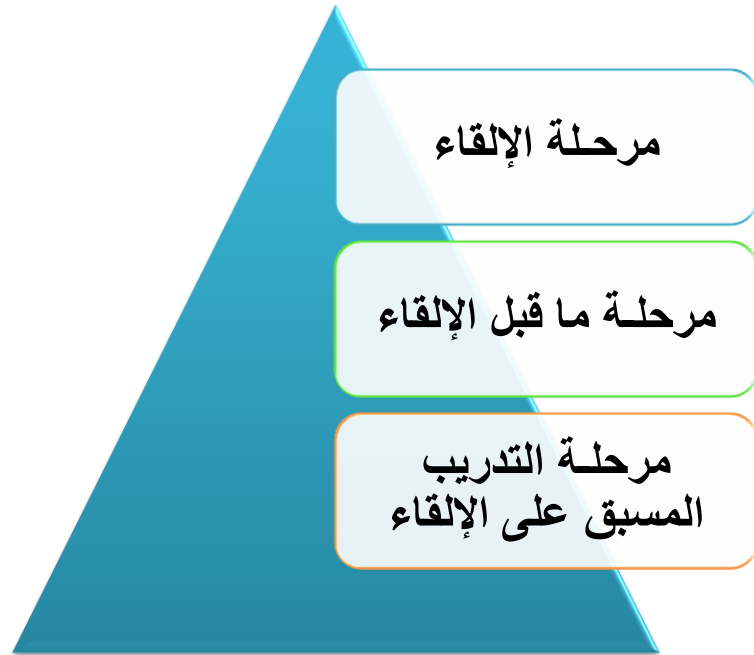 مرحلة الإلقاء
مرحلة ما قبل الإلقاء
مرحلة التدريب
المسبق على الإلقاء